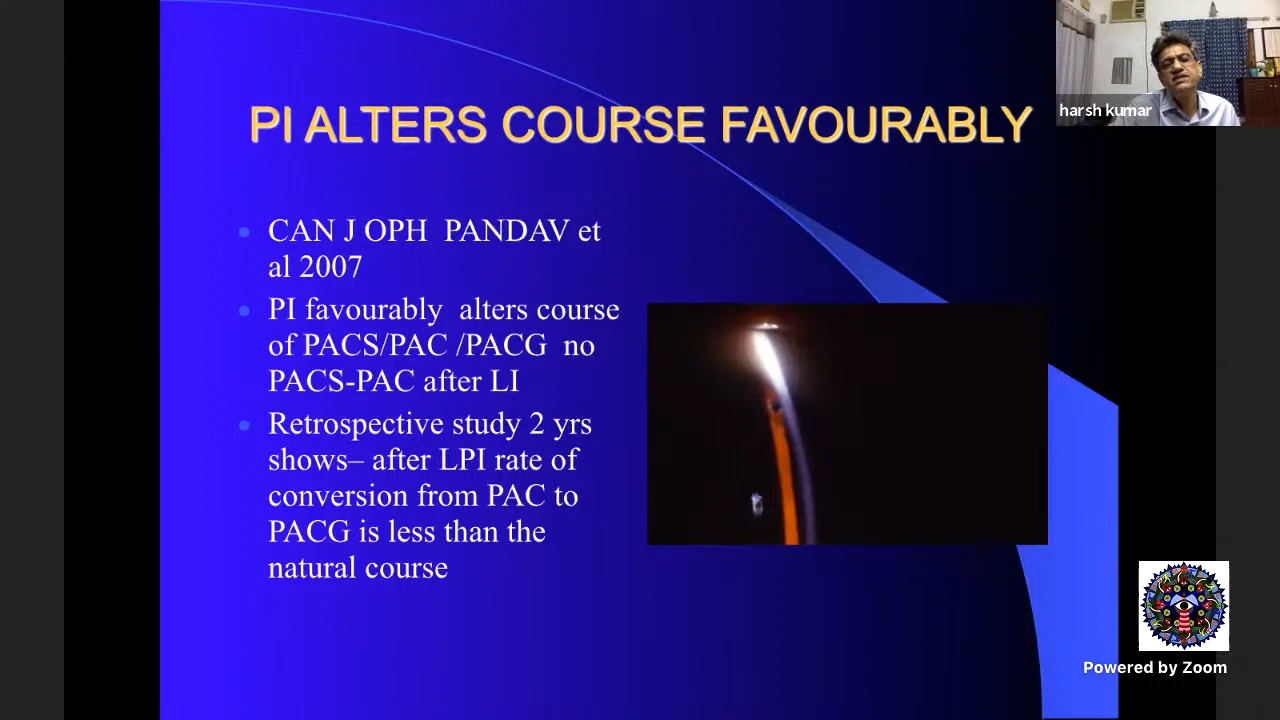 PI ALTERS COURSE FAVOURABLY
harsh kumar
CAN J OPH PANDAV et
al 2007
PI favourably alters course
of PACS/PAC /PACG no
PACS-PAC after LI
Retrospective study 2 yrs
shows– after LPI rate of
conversion from PAC to
PACG is less than the
natural course
Powered by Zoom